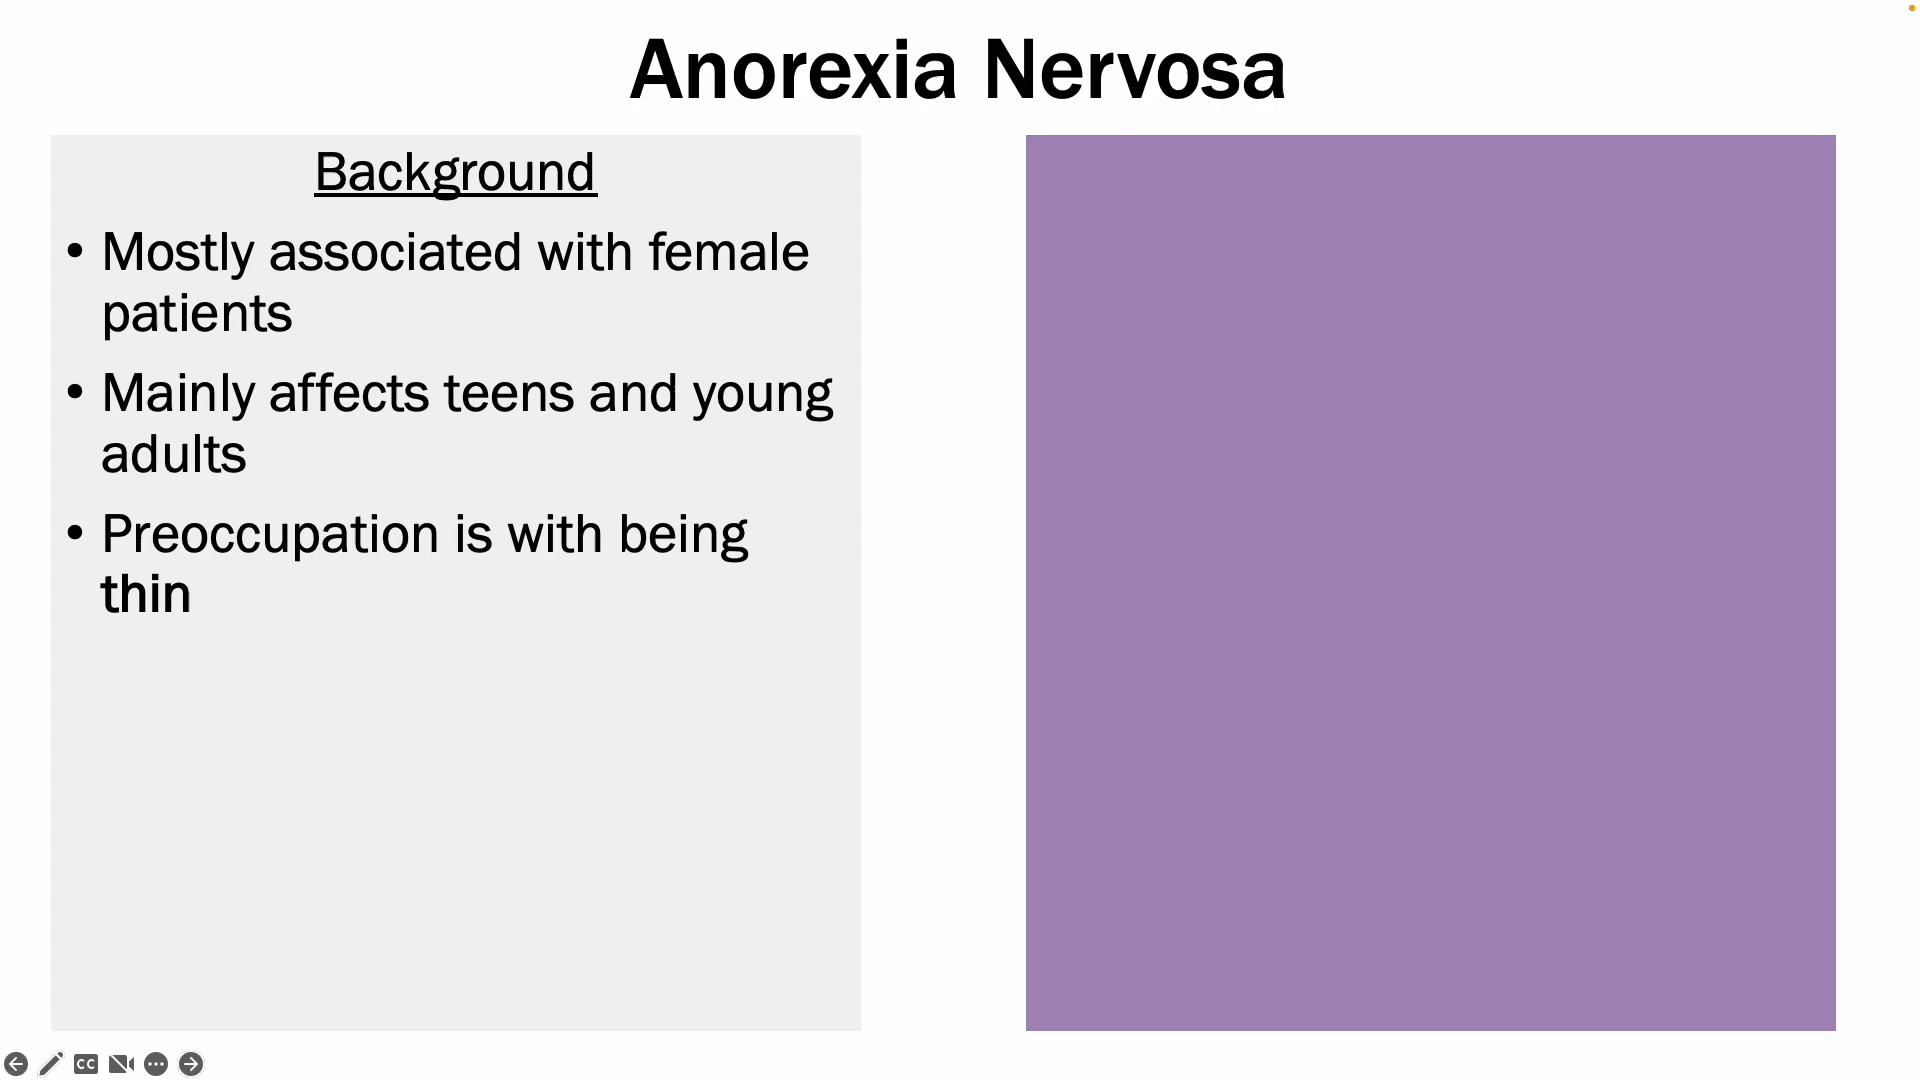 Anorexia Nervosa
Background
• Mostly associated with female
patients
• Mainly affects teens and young
adults
• Preoccupation is with being
thin
CC